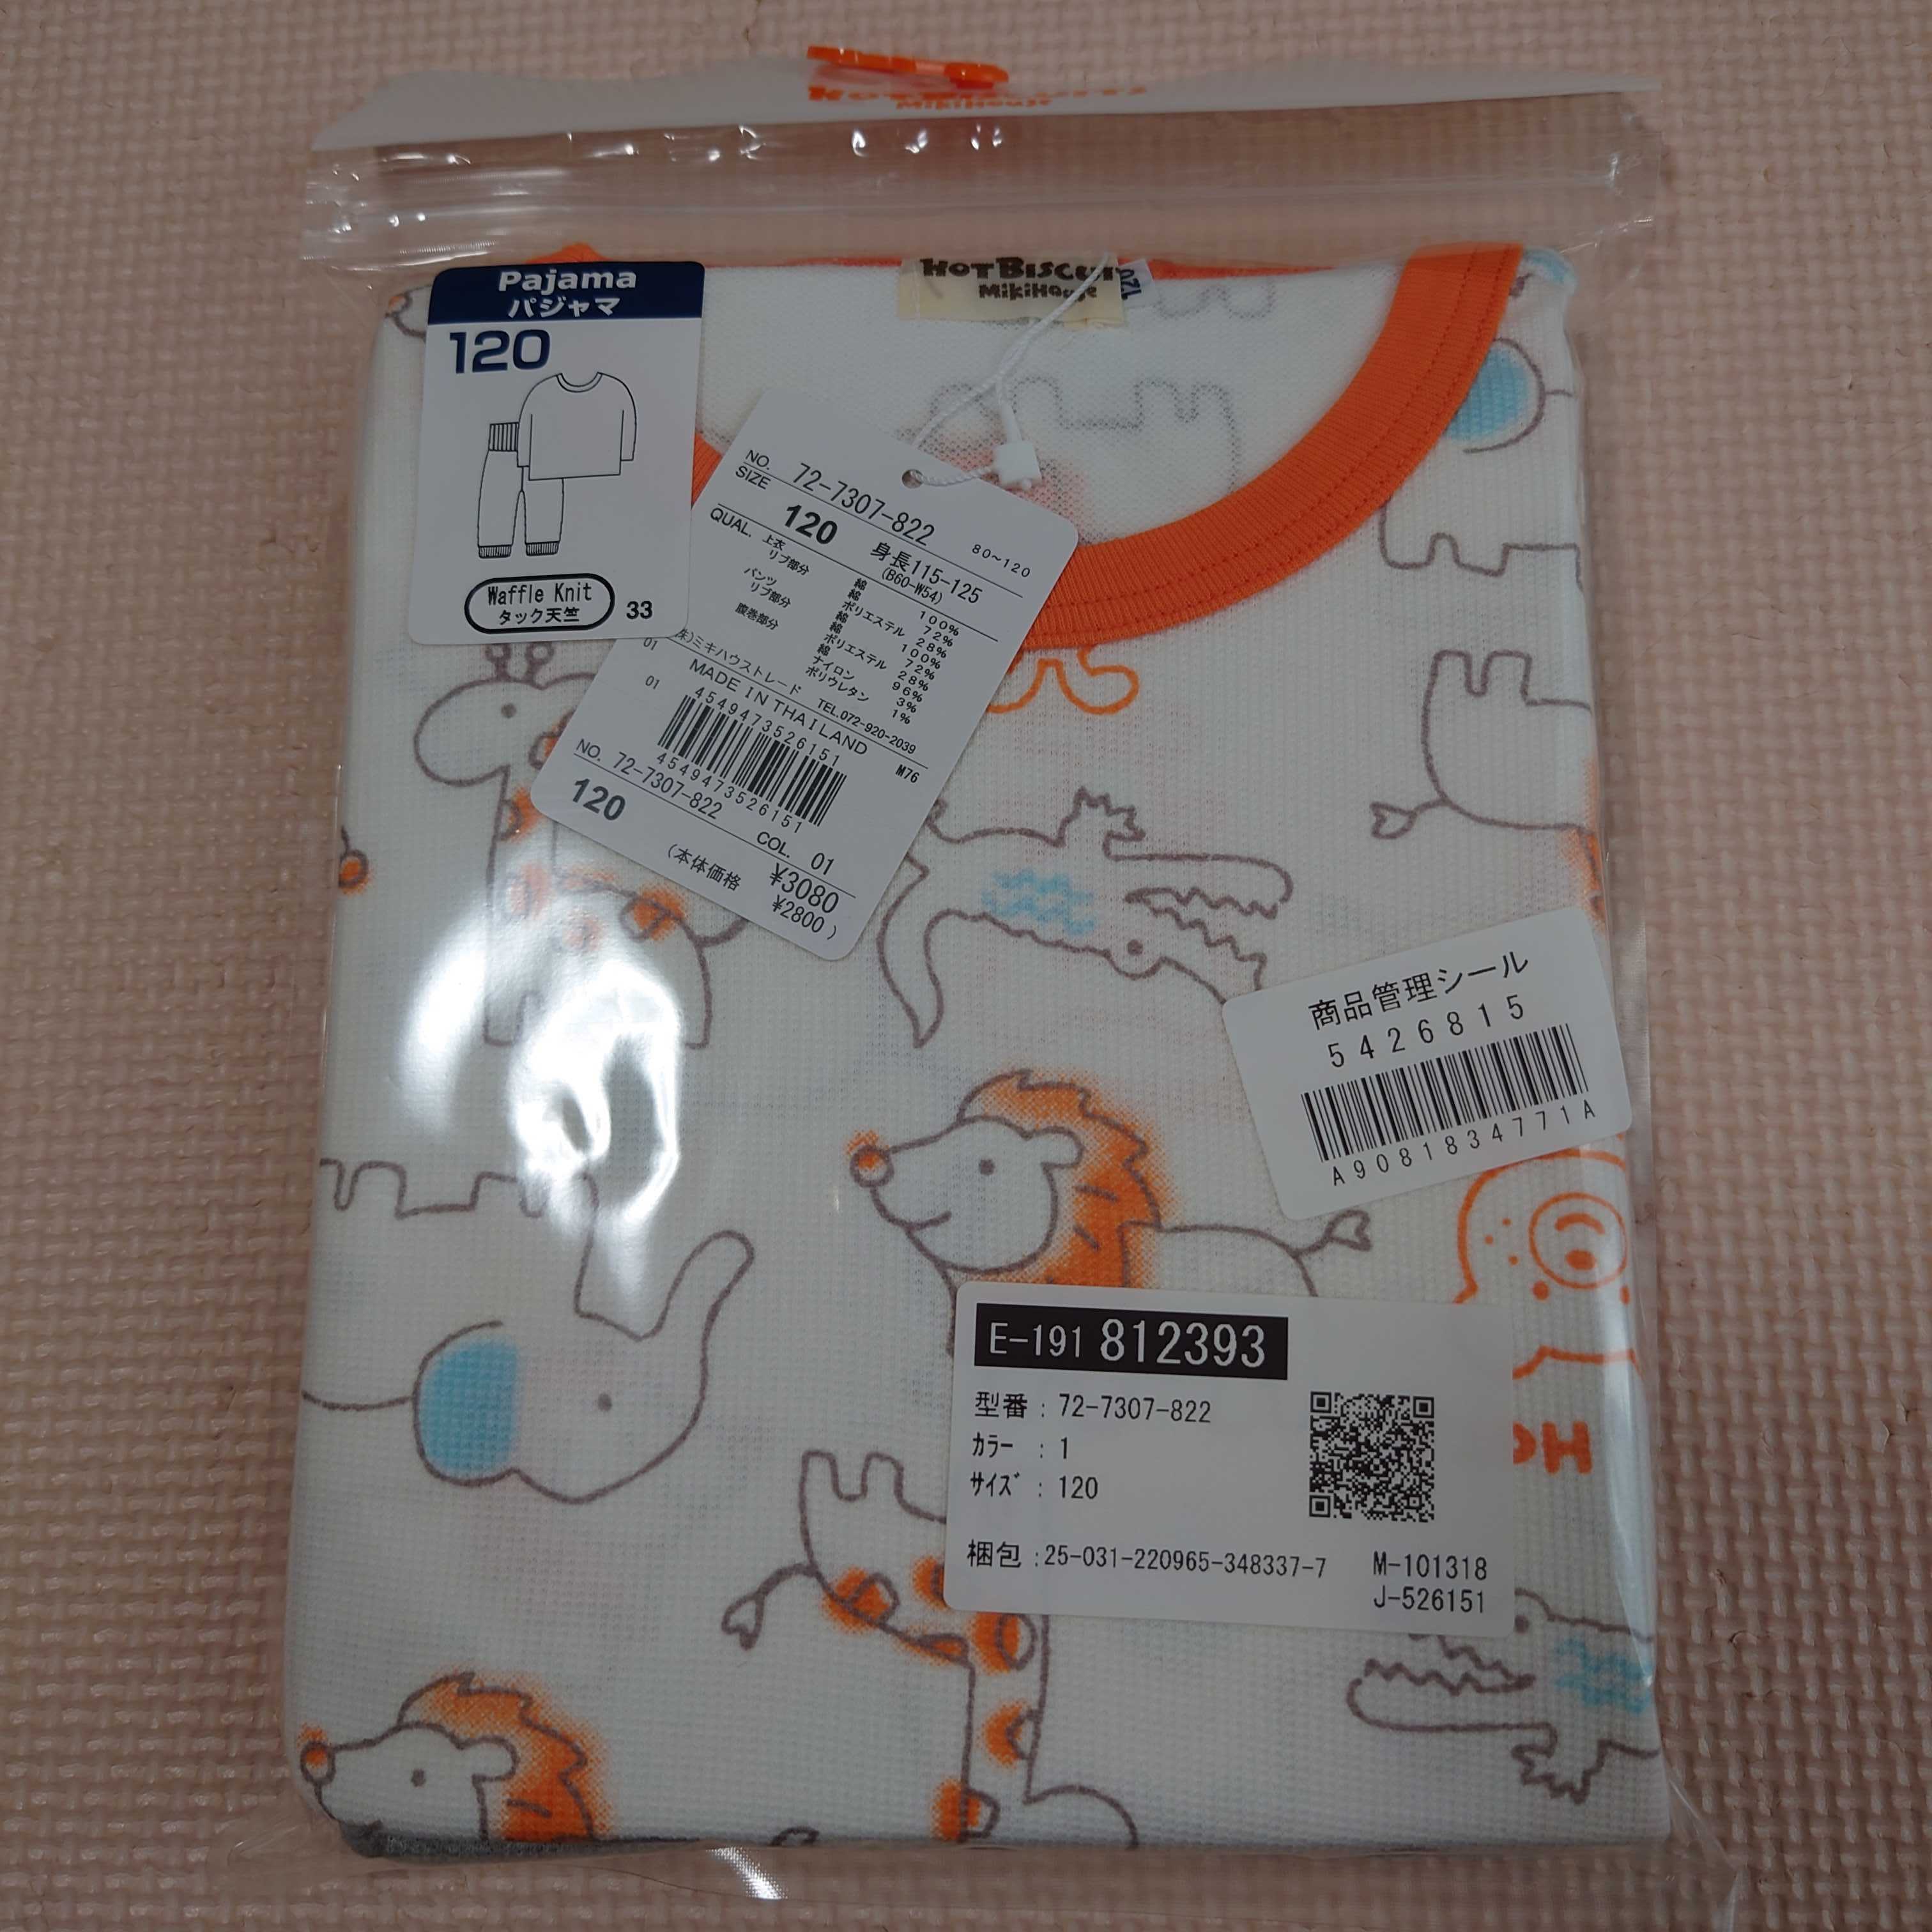 HOT BISCUITS
MikiHouse
HOT BISCUI
MikiHouse
120
Pajama
パジャマ
120
Waffle Knit
タック天竺
33
NO. 72-7307-822
SIZE 120 80~120
身長115-125
(B60-W54)
QUAL. 上衣 綿 100%
リブ部分 綿 72%
ポリエステル 28%
パンツ 綿 100%
リブ部分 綿 72%
ポリエステル 28%
腹巻部分 綿 96%
ナイロン 3%
ポリウレタン 1%
(株)ミキハウストレード TEL.072-920-2039
01 MADE IN THAILAND M76
4549473526151
01
4549473526151
NO. 72-7307-822 COL. 01
120 ¥3080
(本体価格 ¥2800)
商品管理シール
5426815
A9081834771A
E-191 812393
型番 : 72-7307-822
カラー : 1
サイズ : 120
梱包 :25-031-220965-348337-7 M-101318
J-526151